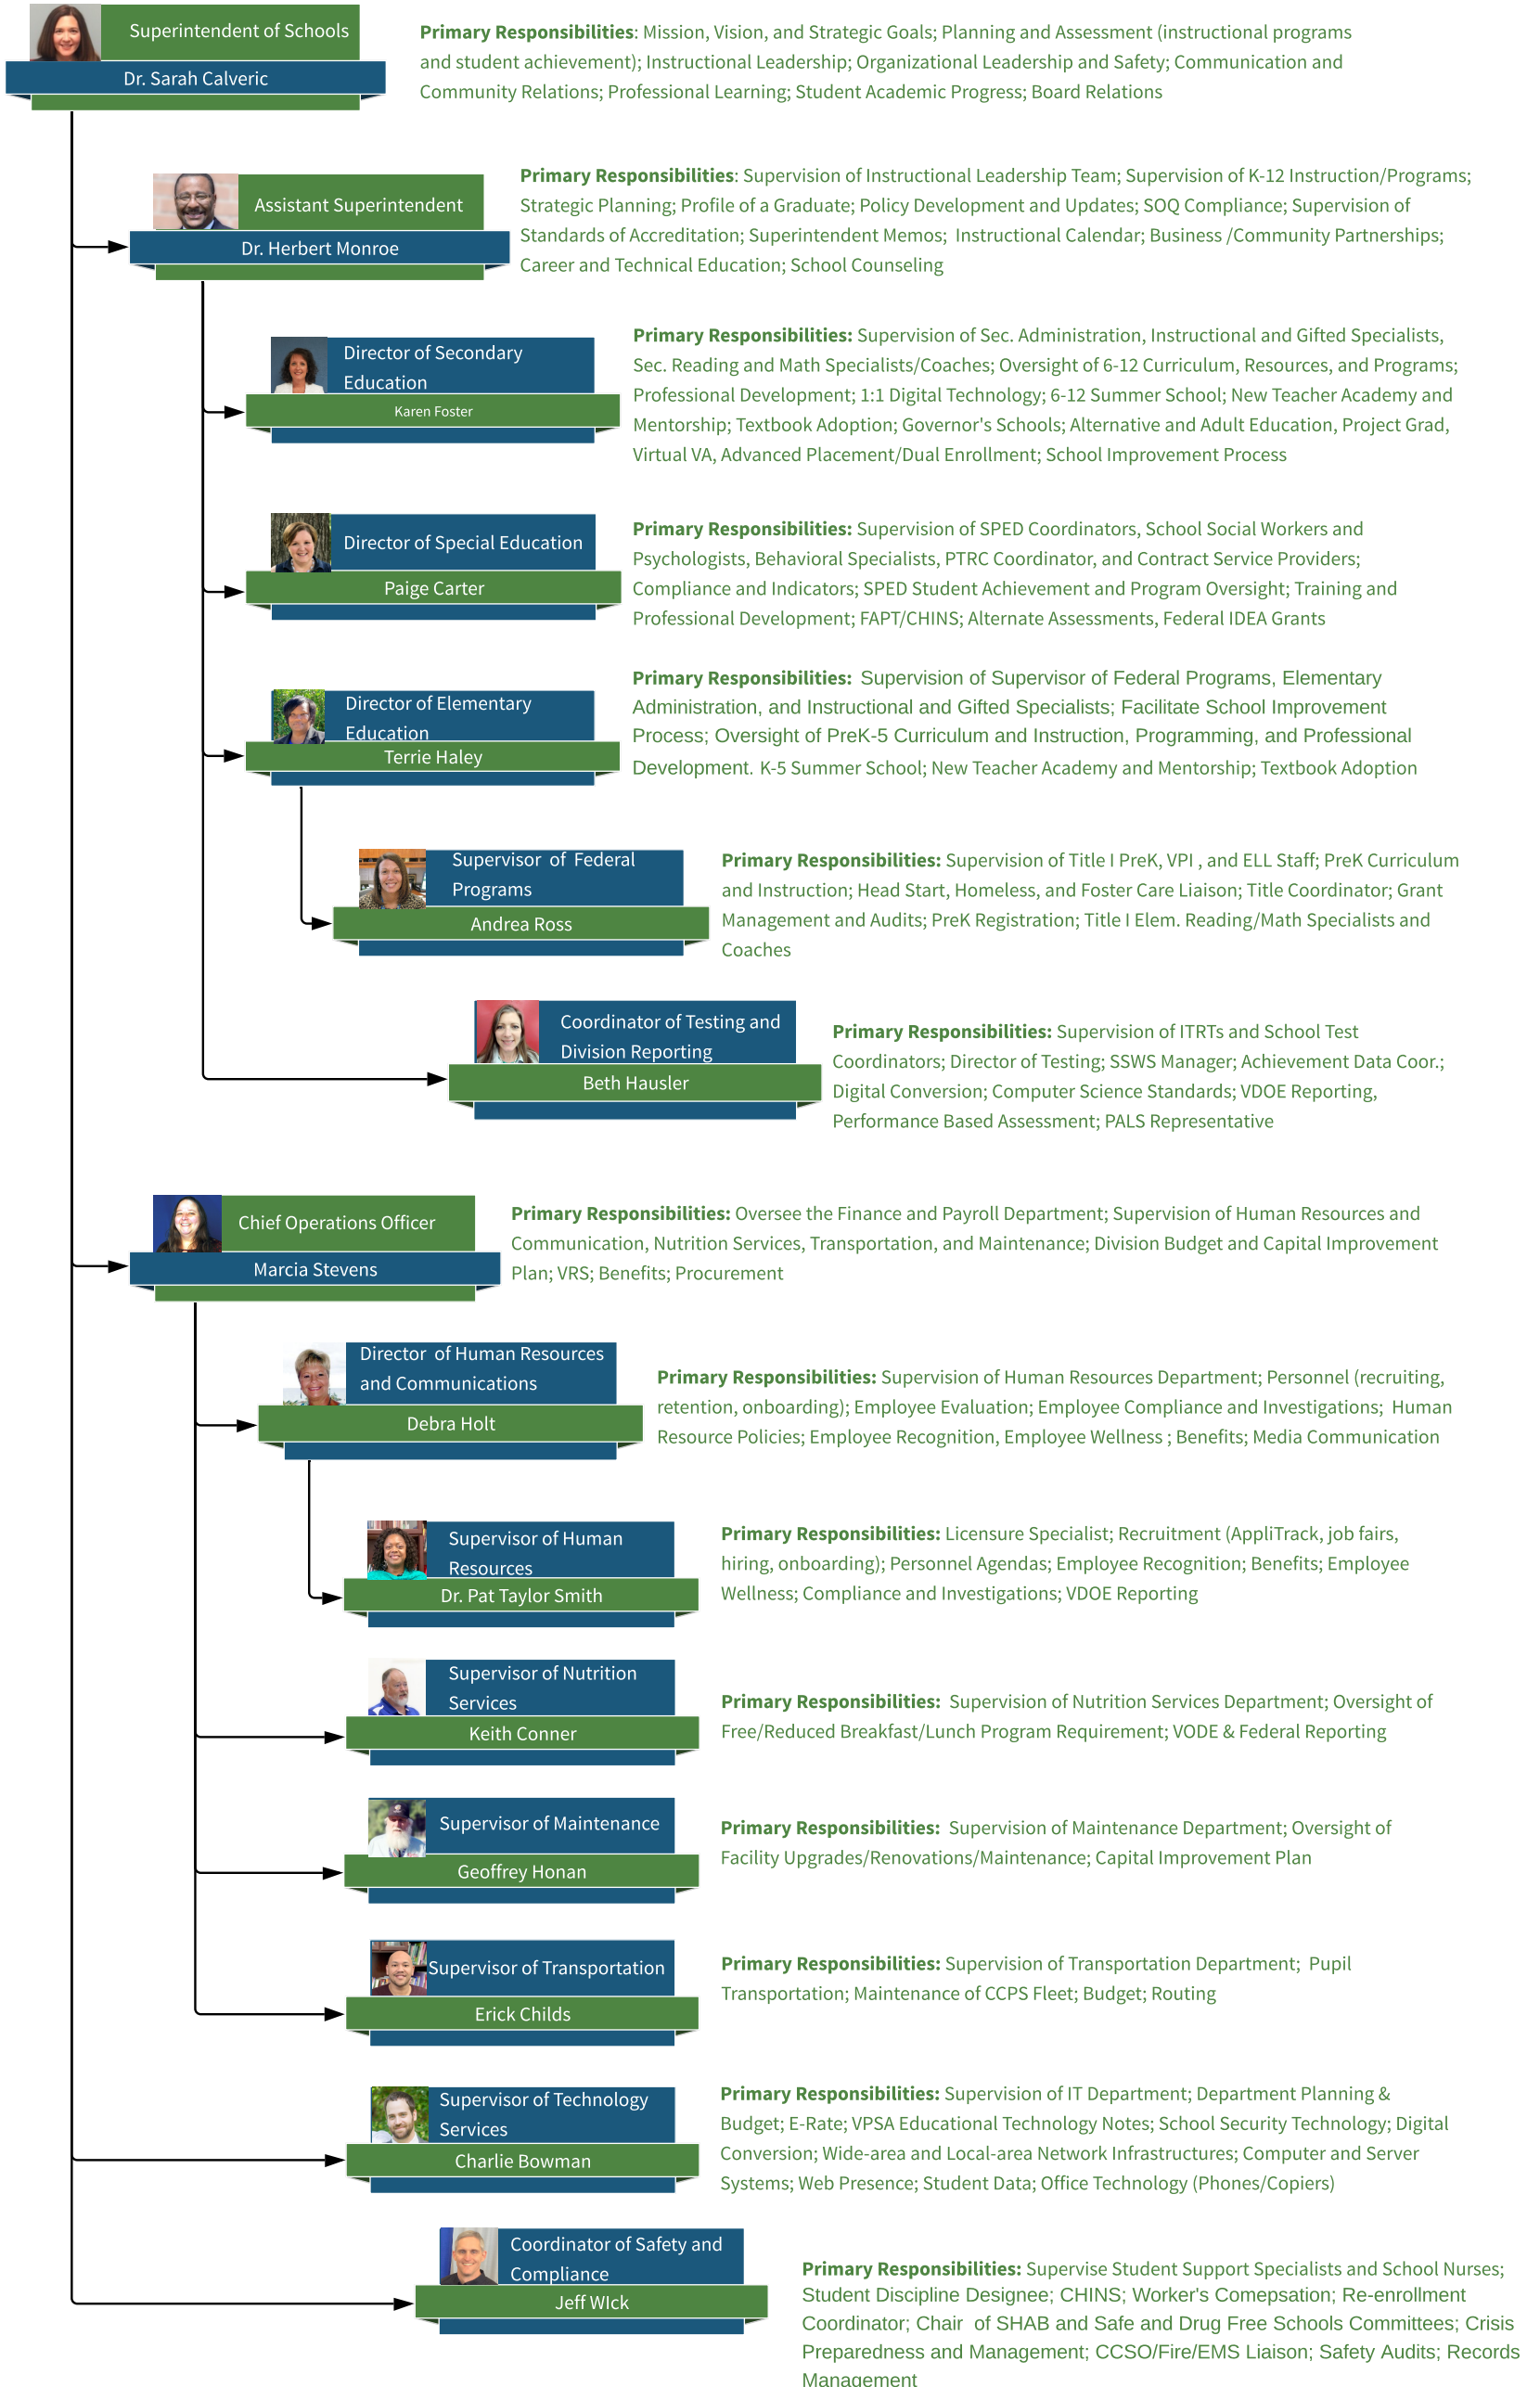 Superintendent of Schools
Dr. Sarah Calveric
Primary Responsibilities: Mission, Vision, and Strategic Goals; Planning and Assessment (instructional programs
and student achievement); Instructional Leadership; Organizational Leadership and Safety; Communication and
Community Relations; Professional Learning; Student Academic Progress; Board Relations
Assistant Superintendent
Dr. Herbert Monroe
Primary Responsibilities: Supervision of Instructional Leadership Team; Supervision of K-12 Instruction/Programs;
Strategic Planning; Profile of a Graduate; Policy Development and Updates; SOQ Compliance; Supervision of
Standards of Accreditation; Superintendent Memos; Instructional Calendar; Business /Community Partnerships;
Career and Technical Education; School Counseling
Director of Secondary
Education
Karen Foster
Primary Responsibilities: Supervision of Sec. Administration, Instructional and Gifted Specialists,
Sec. Reading and Math Specialists/Coaches; Oversight of 6-12 Curriculum, Resources, and Programs;
Professional Development; 1:1 Digital Technology; 6-12 Summer School; New Teacher Academy and
Mentorship; Textbook Adoption; Governor's Schools; Alternative and Adult Education, Project Grad,
Virtual VA, Advanced Placement/Dual Enrollment; School Improvement Process
Director of Special Education
Paige Carter
Primary Responsibilities: Supervision of SPED Coordinators, School Social Workers and
Psychologists, Behavioral Specialists, PTRC Coordinator, and Contract Service Providers;
Compliance and Indicators; SPED Student Achievement and Program Oversight; Training and
Professional Development; FAPT/CHINS; Alternate Assessments, Federal IDEA Grants
Director of Elementary
Education
Terrie Haley
Primary Responsibilities: Supervision of Supervisor of Federal Programs, Elementary
Administration, and Instructional and Gifted Specialists; Facilitate School Improvement
Process; Oversight of PreK-5 Curriculum and Instruction, Programming, and Professional
Development. K-5 Summer School; New Teacher Academy and Mentorship; Textbook Adoption
Supervisor of Federal
Programs
Andrea Ross
Primary Responsibilities: Supervision of Title I PreK, VPI , and ELL Staff; PreK Curriculum
and Instruction; Head Start, Homeless, and Foster Care Liaison; Title Coordinator; Grant
Management and Audits; PreK Registration; Title I Elem. Reading/Math Specialists and
Coaches
Coordinator of Testing and
Division Reporting
Beth Hausler
Primary Responsibilities: Supervision of ITRTs and School Test
Coordinators; Director of Testing; SSWS Manager; Achievement Data Coor.;
Digital Conversion; Computer Science Standards; VDOE Reporting,
Performance Based Assessment; PALS Representative
Chief Operations Officer
Marcia Stevens
Primary Responsibilities: Oversee the Finance and Payroll Department; Supervision of Human Resources and
Communication, Nutrition Services, Transportation, and Maintenance; Division Budget and Capital Improvement
Plan; VRS; Benefits; Procurement
Director of Human Resources
and Communications
Debra Holt
Primary Responsibilities: Supervision of Human Resources Department; Personnel (recruiting,
retention, onboarding); Employee Evaluation; Employee Compliance and Investigations; Human
Resource Policies; Employee Recognition, Employee Wellness ; Benefits; Media Communication
Supervisor of Human
Resources
Dr. Pat Taylor Smith
Primary Responsibilities: Licensure Specialist; Recruitment (AppliTrack, job fairs,
hiring, onboarding); Personnel Agendas; Employee Recognition; Benefits; Employee
Wellness; Compliance and Investigations; VDOE Reporting
Supervisor of Nutrition
Services
Keith Conner
Primary Responsibilities: Supervision of Nutrition Services Department; Oversight of
Free/Reduced Breakfast/Lunch Program Requirement; VODE & Federal Reporting
Supervisor of Maintenance
Geoffrey Honan
Primary Responsibilities: Supervision of Maintenance Department; Oversight of
Facility Upgrades/Renovations/Maintenance; Capital Improvement Plan
Supervisor of Transportation
Erick Childs
Primary Responsibilities: Supervision of Transportation Department; Pupil
Transportation; Maintenance of CCPS Fleet; Budget; Routing
Supervisor of Technology
Services
Charlie Bowman
Primary Responsibilities: Supervision of IT Department; Department Planning &
Budget; E-Rate; VPSA Educational Technology Notes; School Security Technology; Digital
Conversion; Wide-area and Local-area Network Infrastructures; Computer and Server
Systems; Web Presence; Student Data; Office Technology (Phones/Copiers)
Coordinator of Safety and
Compliance
Jeff WIck
Primary Responsibilities: Supervise Student Support Specialists and School Nurses;
Student Discipline Designee; CHINS; Worker's Comepsation; Re-enrollment
Coordinator; Chair of SHAB and Safe and Drug Free Schools Committees; Crisis
Preparedness and Management; CCSO/Fire/EMS Liaison; Safety Audits; Records
Management